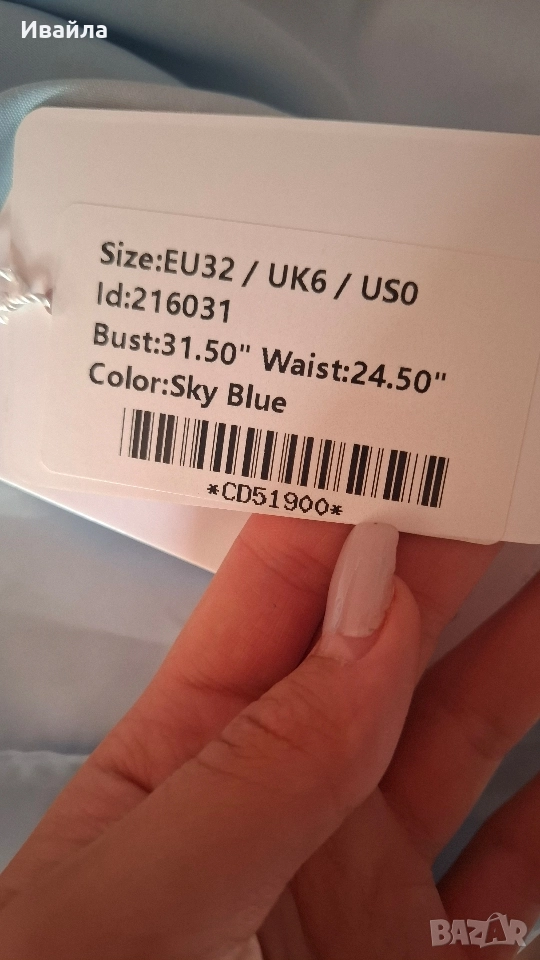 Ивайла
Size:EU32 / UK6 / US0
Id:216031
Bust:31.50" Waist:24.50"
Color:Sky Blue
*CD51900*
BAZAR